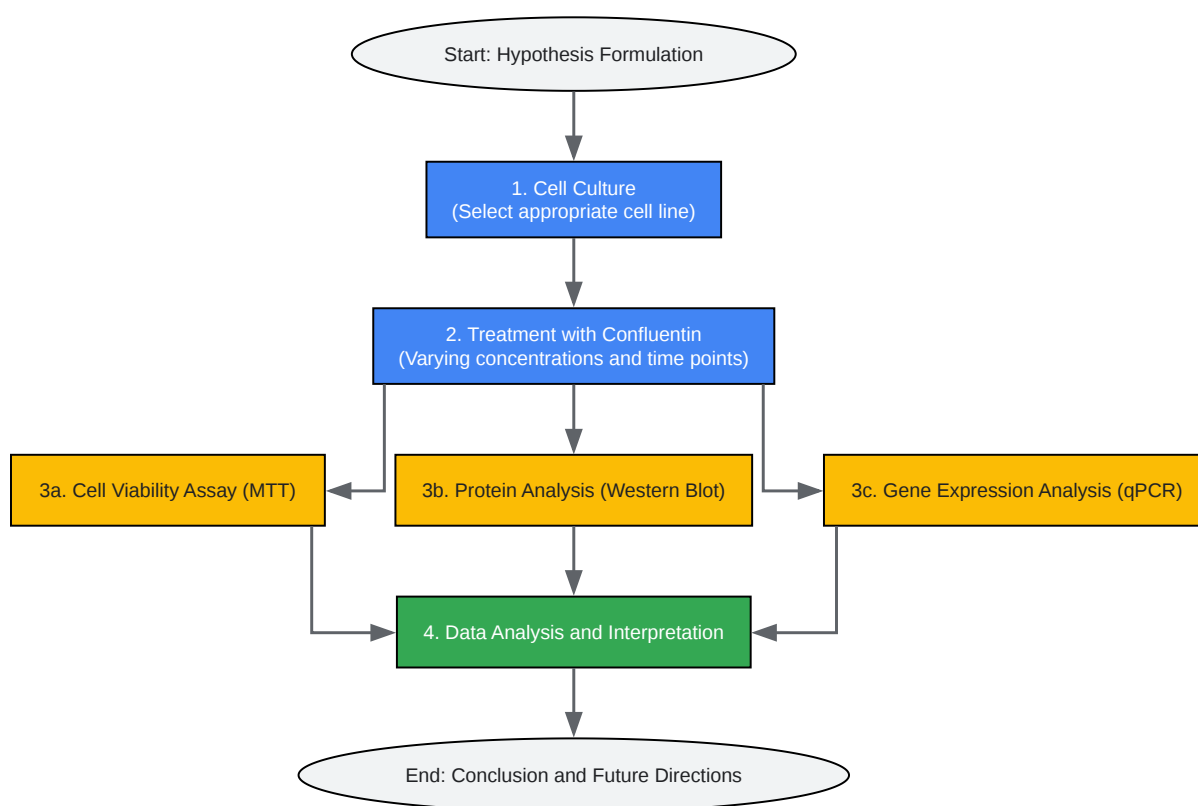 Start: Hypothesis Formulation
1. Cell Culture
(Select appropriate cell line)
2. Treatment with Confluentin
(Varying concentrations and time points)
3a. Cell Viability Assay (MTT)
3b. Protein Analysis (Western Blot)
3c. Gene Expression Analysis (qPCR)
4. Data Analysis and Interpretation
End: Conclusion and Future Directions